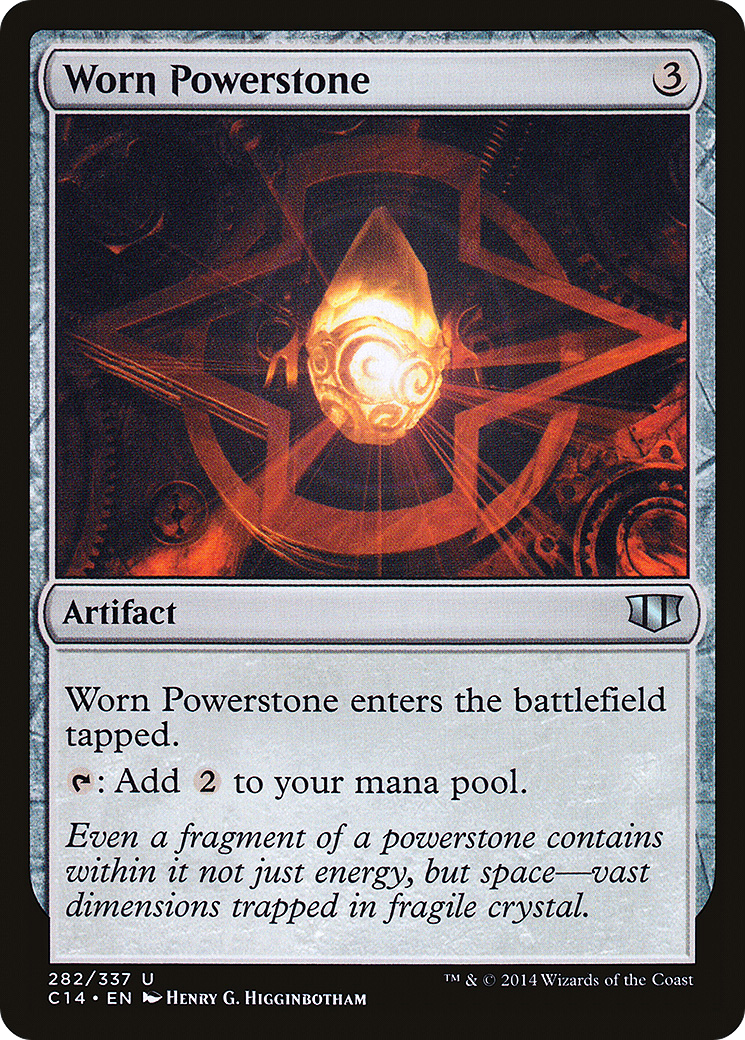 Worn Powerstone 3
Artifact
Worn Powerstone enters the battlefield
tapped.
: Add 2 to your mana pool.
Even a fragment of a powerstone contains
within it not just energy, but space—vast
dimensions trapped in fragile crystal.
282/337 U ™ & © 2014 Wizards of the Coast
C14 • EN Henry G. Higginbotham